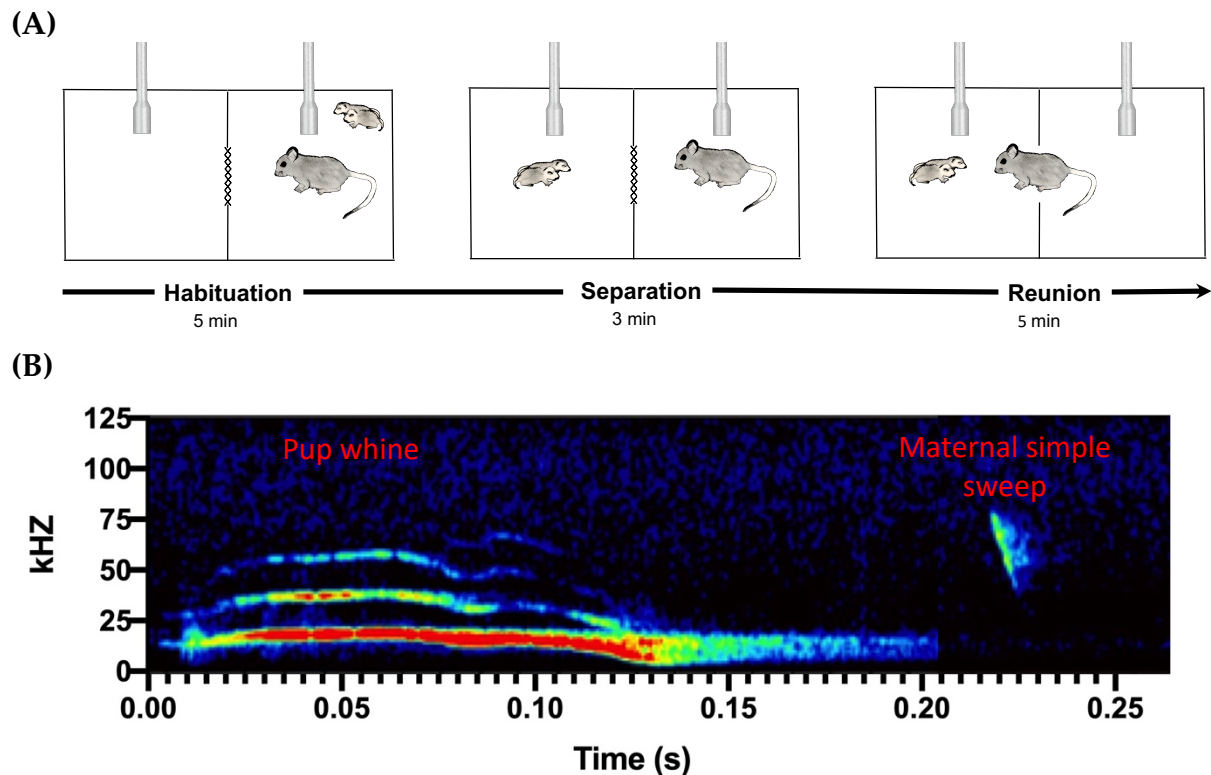 (A)
Habituation
5 min
Separation
3 min
Reunion
5 min
(B)
125
100
75
50
25
0
kHZ
Pup whine
Maternal simple
sweep
0.00
0.05
0.10
0.15
0.20
0.25
Time (s)